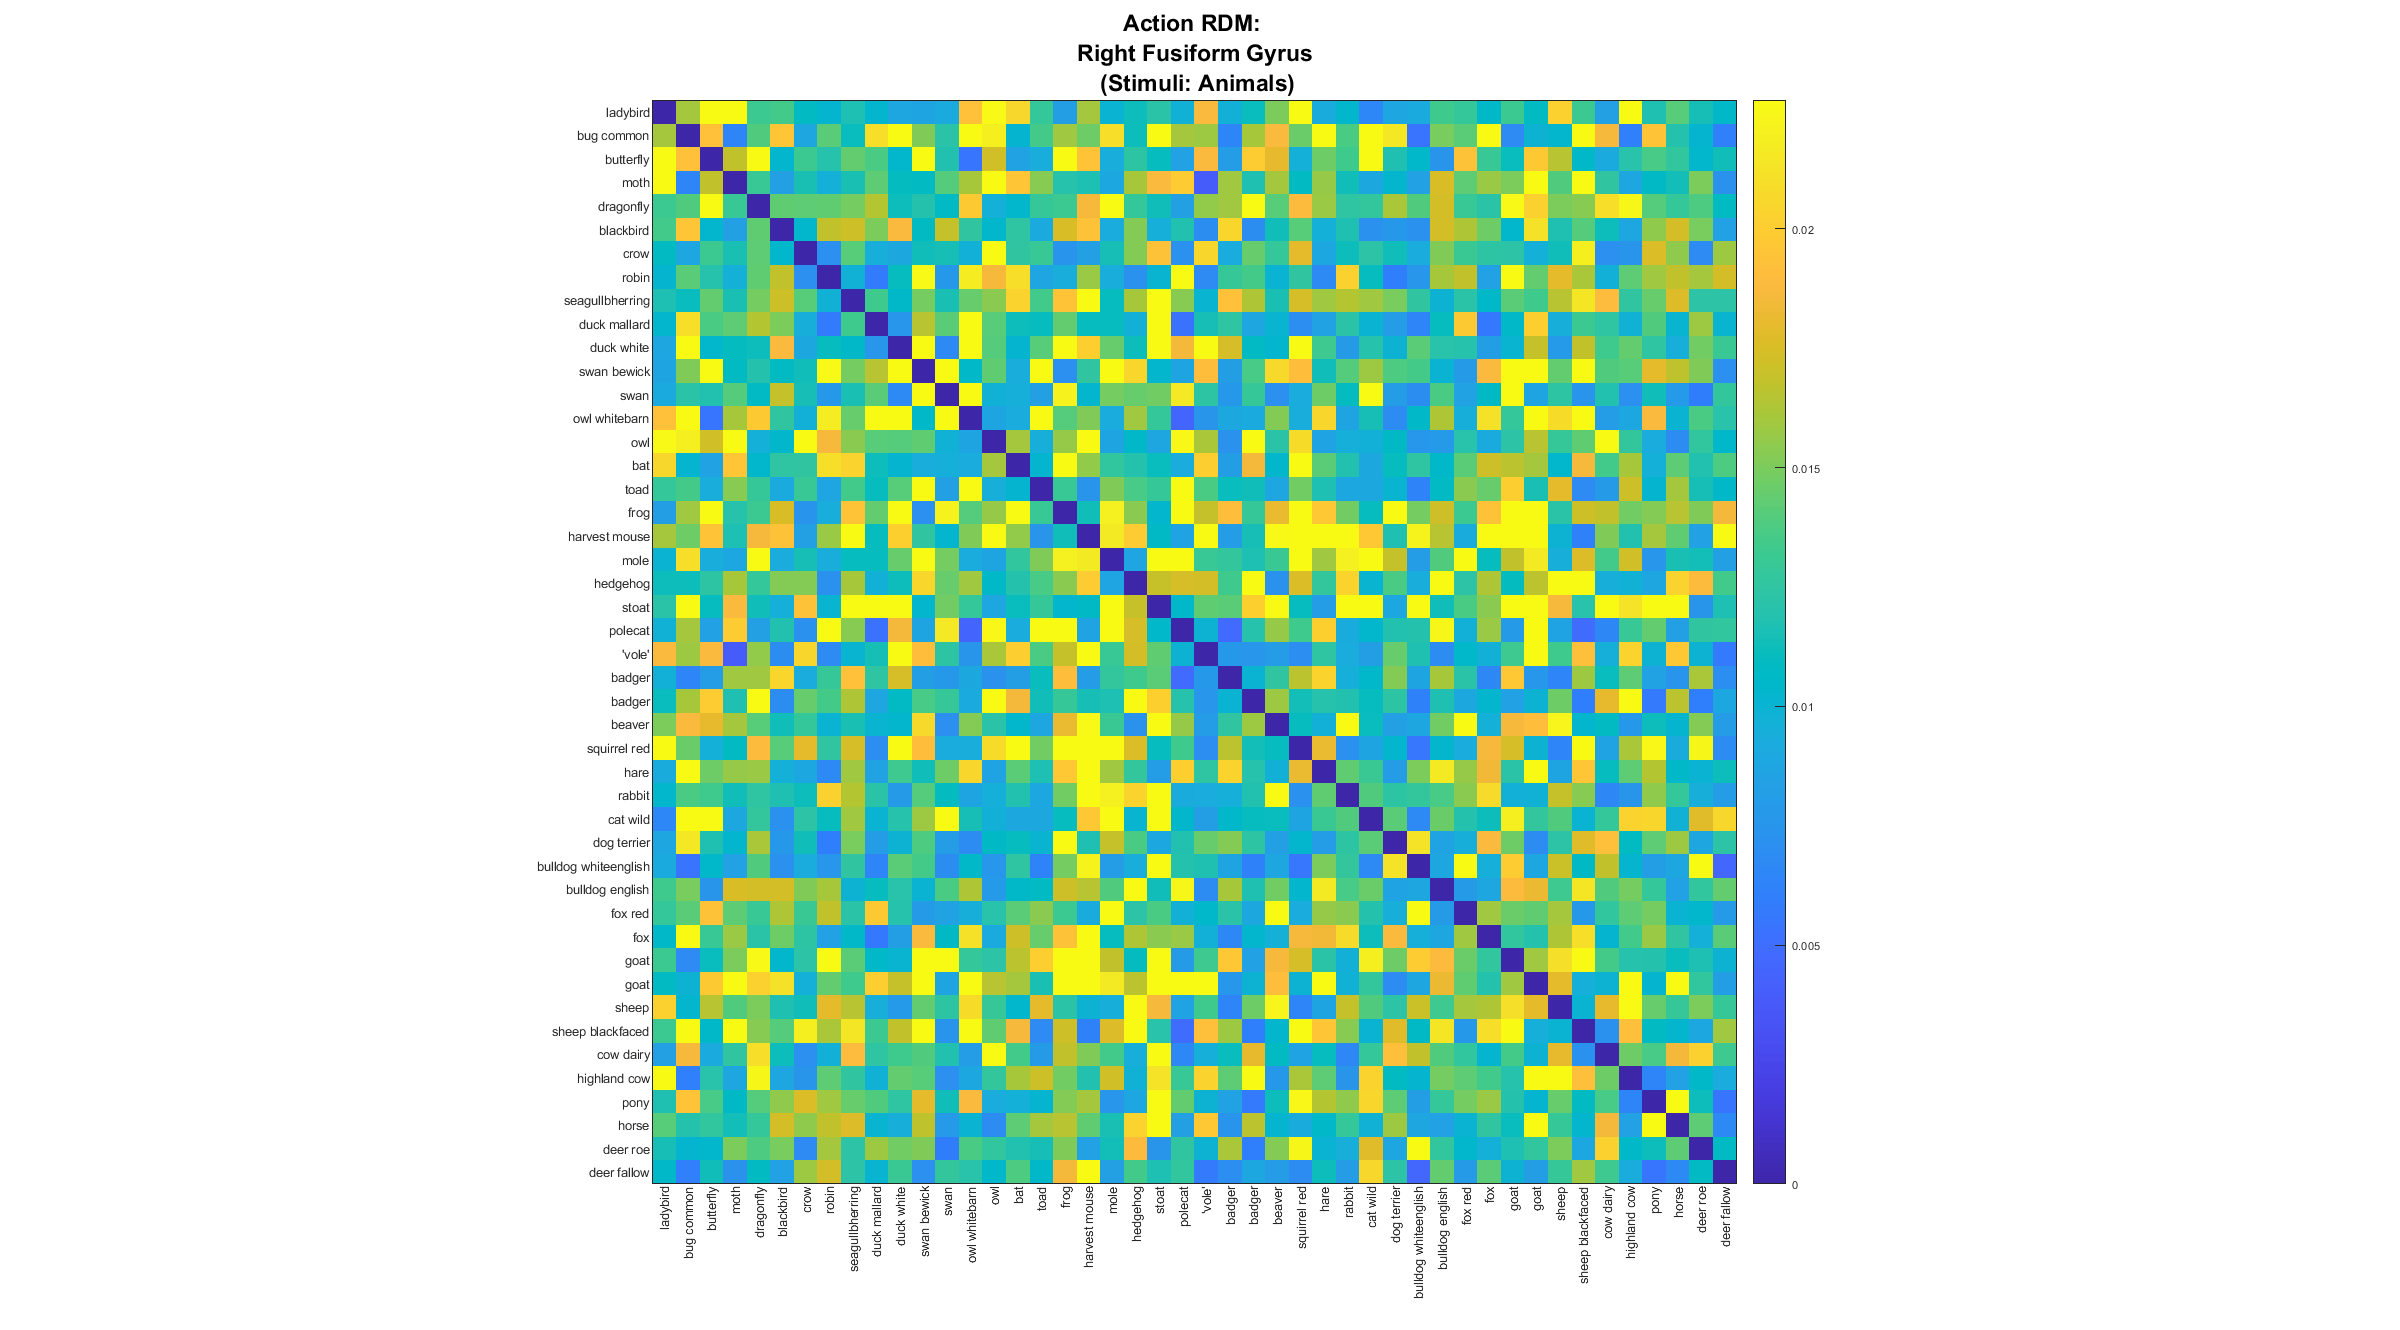 Action RDM:
Right Fusiform Gyrus
(Stimuli: Animals)
ladybird
bug common
butterfly
moth
dragonfly
blackbird
crow
robin
seagullbherring
duck mallard
duck white
swan bewick
swan
owl whitebarn
owl
bat
toad
frog
harvest mouse
mole
hedgehog
stoat
polecat
'vole'
badger
badger
beaver
squirrel red
hare
rabbit
cat wild
dog terrier
bulldog whiteenglish
bulldog english
fox red
fox
goat
goat
sheep
sheep blackfaced
cow dairy
highland cow
pony
horse
deer roe
deer fallow
ladybird
bug common
butterfly
moth
dragonfly
blackbird
crow
robin
seagullbherring
duck mallard
duck white
swan bewick
swan
owl whitebarn
owl
bat
toad
frog
harvest mouse
mole
hedgehog
stoat
polecat
'vole'
badger
badger
beaver
squirrel red
hare
rabbit
cat wild
dog terrier
bulldog whiteenglish
bulldog english
fox red
fox
goat
goat
sheep
sheep blackfaced
cow dairy
highland cow
pony
horse
deer roe
deer fallow
0.02
0.015
0.01
0.005
0